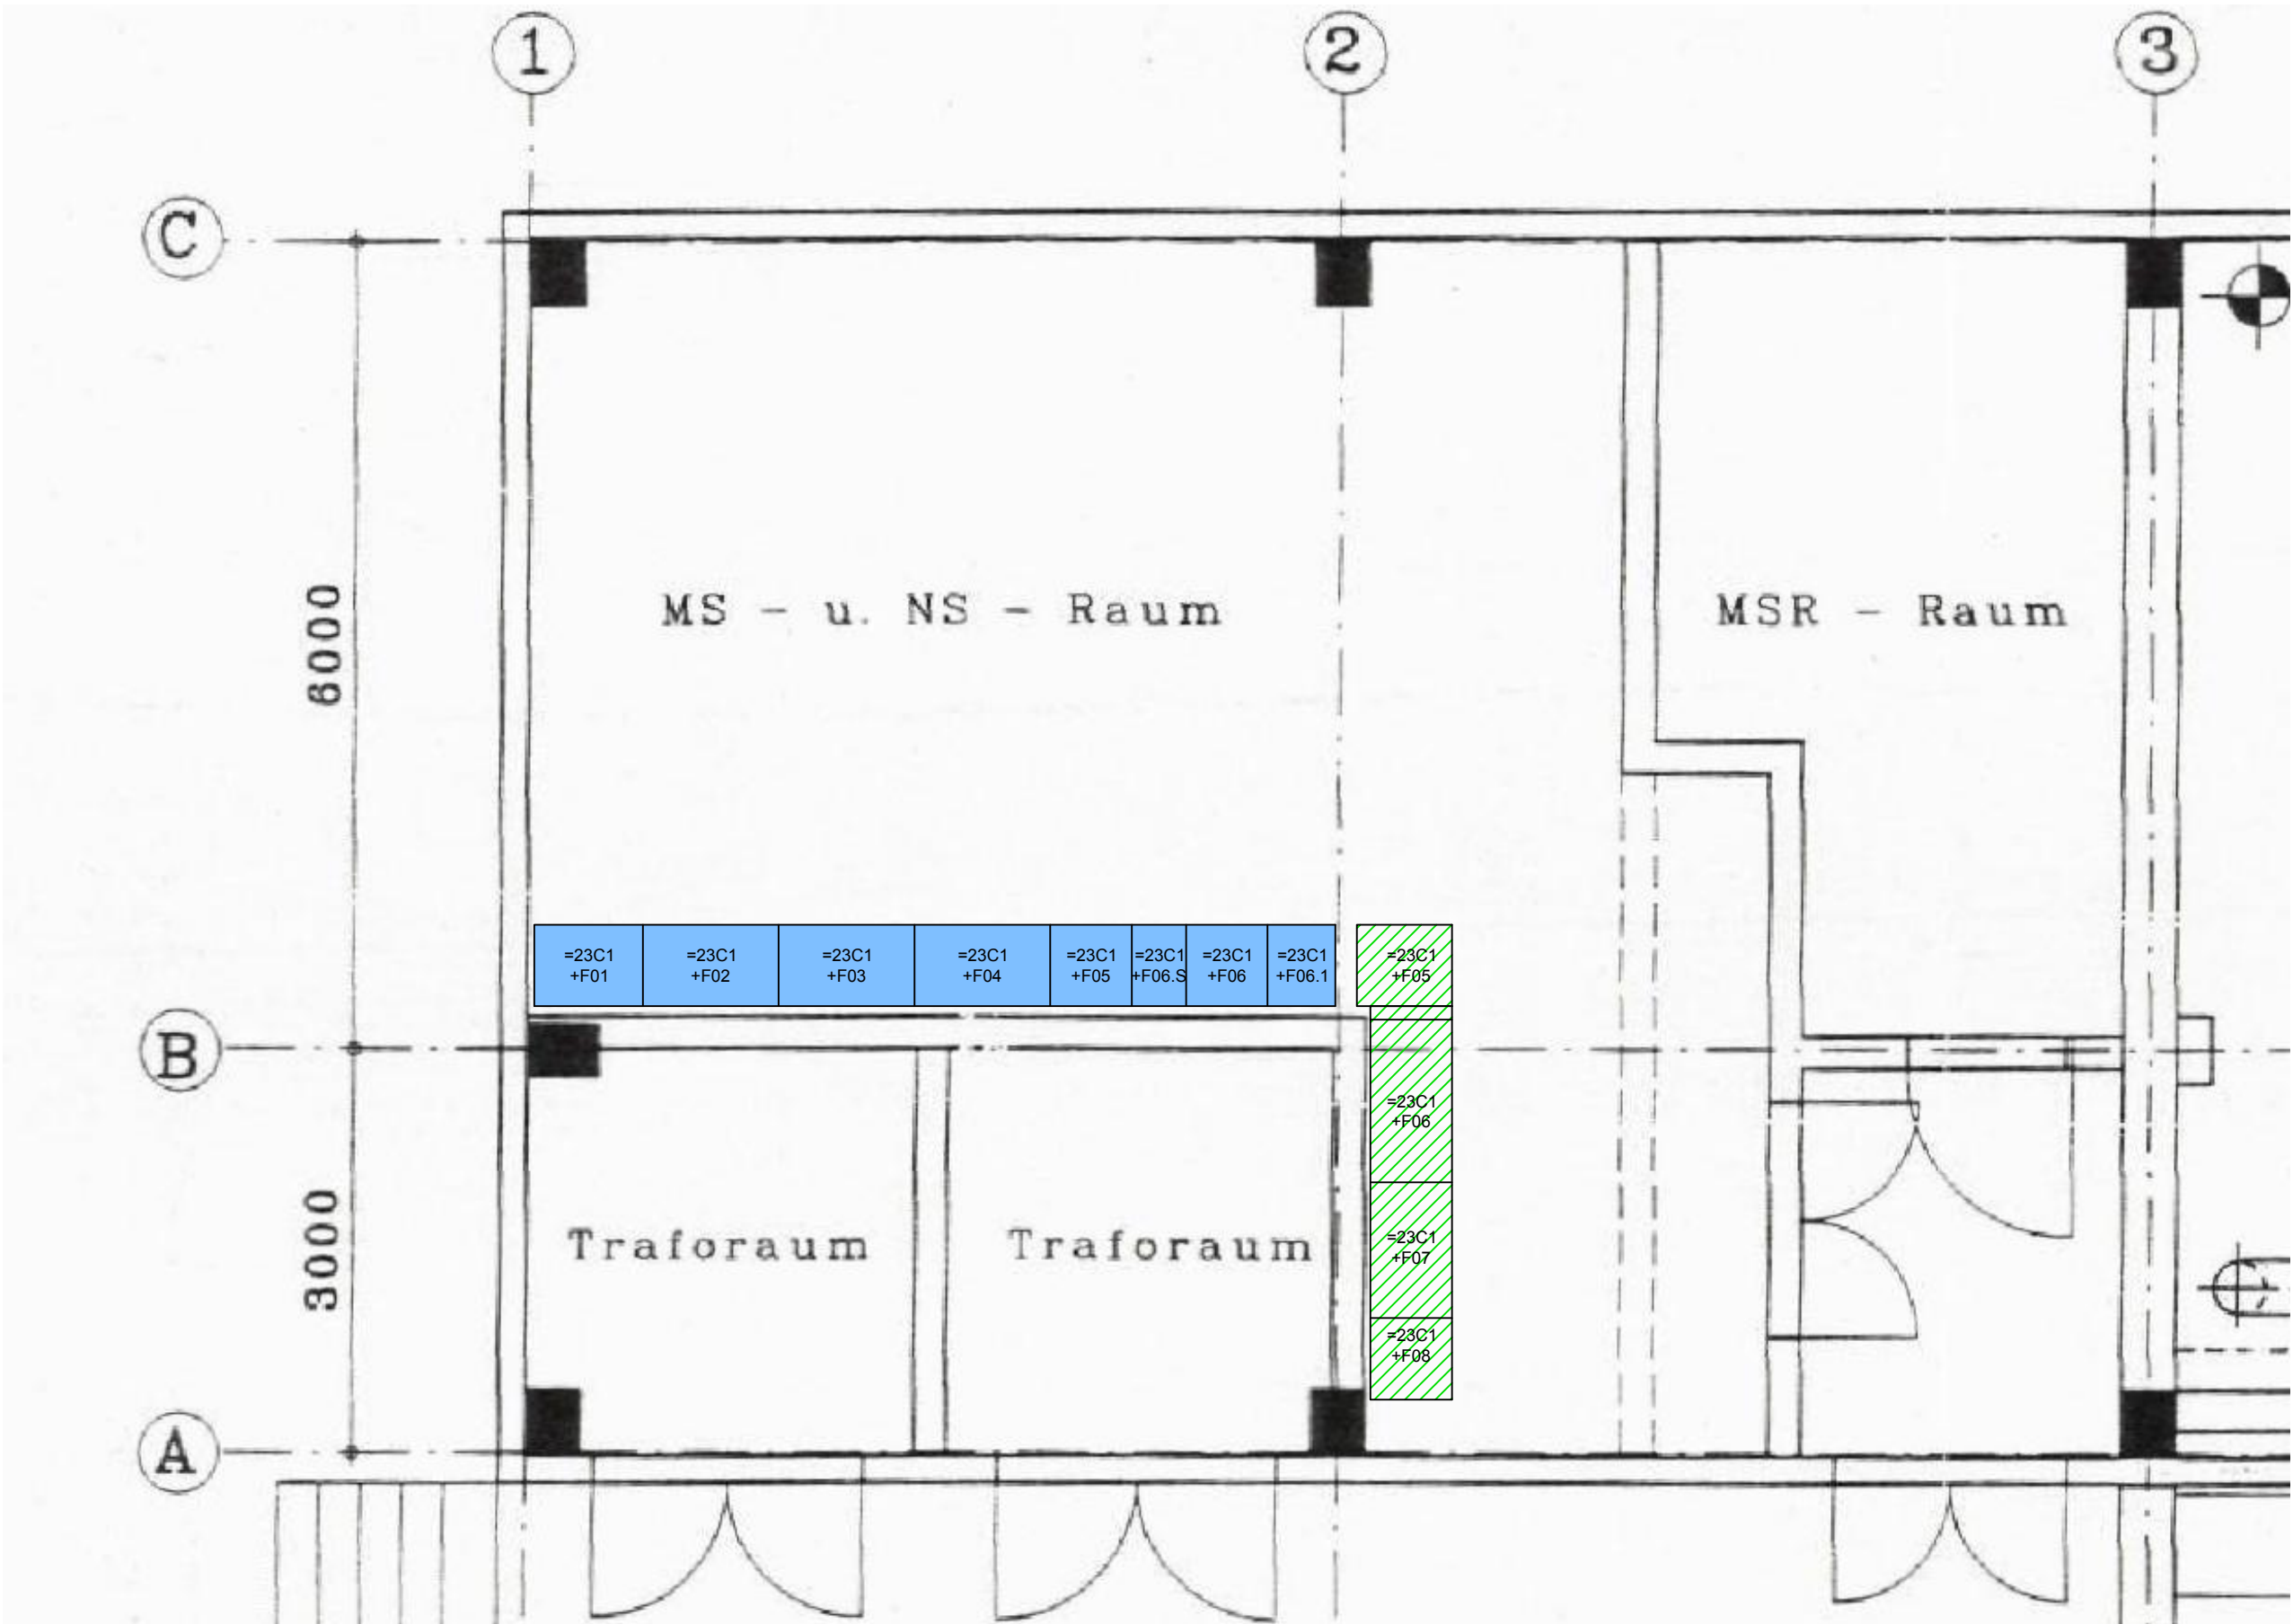 1
2
3
C
6000
MS - u. NS - Raum
MSR - Raum
=23C1
+F01
=23C1
+F02
=23C1
+F03
=23C1
+F04
=23C1
+F05
=23C1
+F06.S
=23C1
+F06
=23C1
+F06.1
=23C1
+F05
B
=23C1
+F06
3000
Traforaum
Traforaum
=23C1
+F07
=23C1
+F08
A